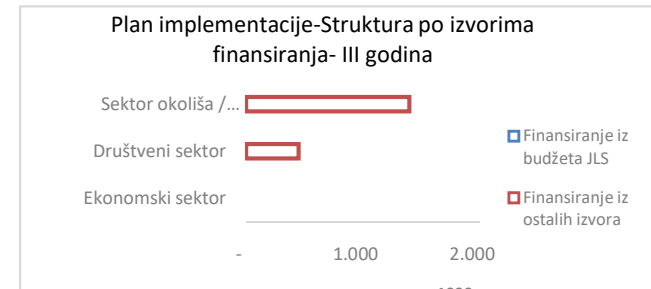 Plan implementacije-Struktura po izvorima
finansiranja- III godina
Sektor okoliša /...
Društveni sektor
Ekonomski sektor
Finansiranje iz
budžeta JLS
Finansiranje iz
ostalih izvora
- 1.000 2.000